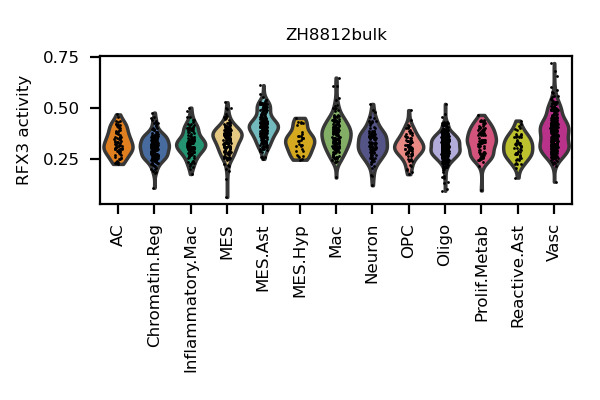 ZH8812bulk
RFX3 activity
0.75
0.50
0.25
AC
Chromatin.Reg
Inflammatory.Mac
MES
MES.Ast
MES.Hyp
Mac
Neuron
OPC
Oligo
Prolif.Metab
Reactive.Ast
Vasc